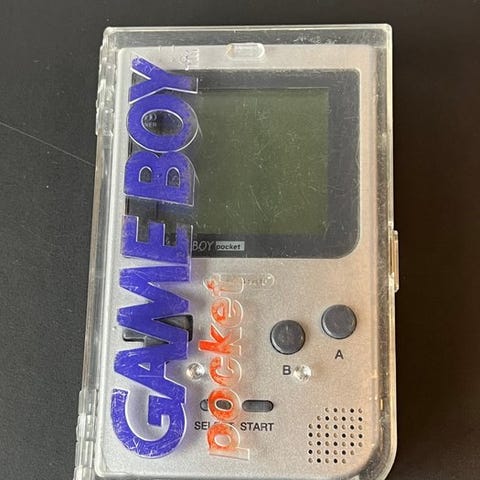 GAME BOY
pocket
BOY pocket
B
A
SELECT START